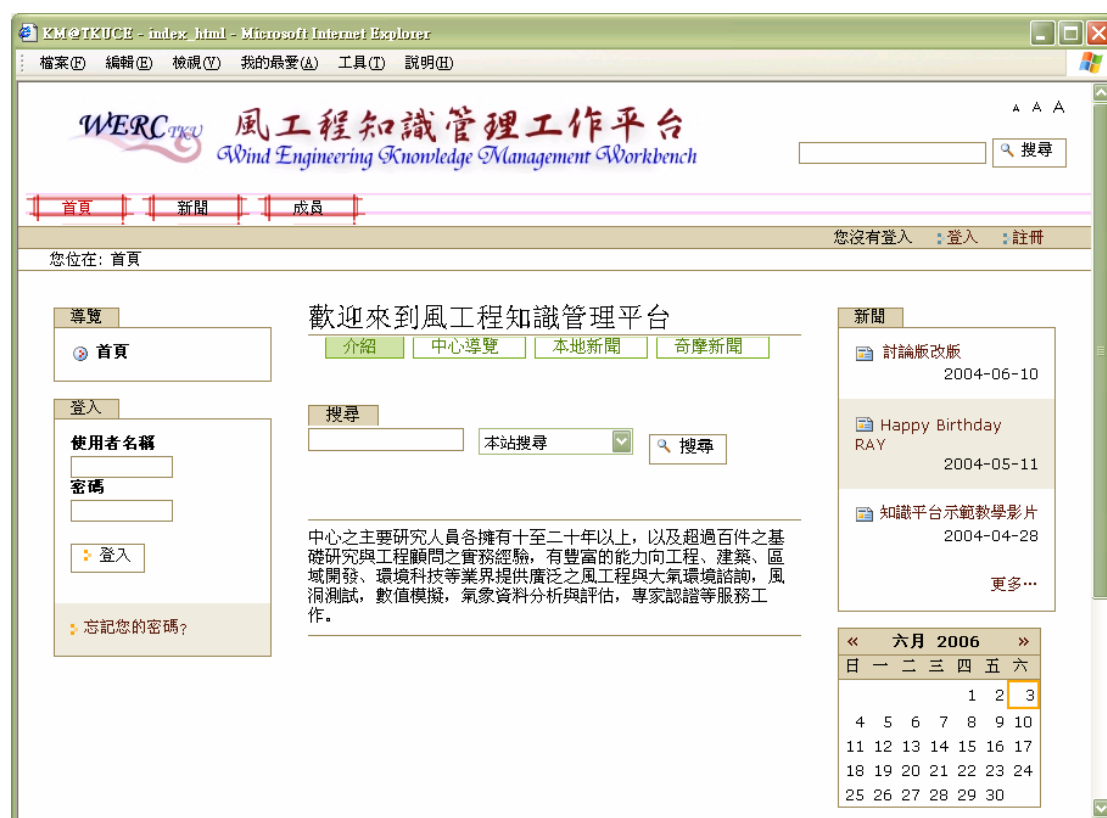 KM@TKUCE - index_html - Microsoft Internet Explorer
檔案(F) 編輯(E) 檢視(V) 我的最愛(A) 工具(T) 說明(H)
A A A
WERC TKU 風工程知識管理工作平台
Wind Engineering Knowledge Management Workbench
搜尋
首頁 新聞 成員
您沒有登入 登入 註冊
您位在: 首頁
導覽
首頁
登入
使用者名稱
密碼
登入
忘記您的密碼?
歡迎來到風工程知識管理平台
介紹 中心導覽 本地新聞 奇摩新聞
搜尋
本站搜尋 搜尋
中心之主要研究人員各擁有十至二十年以上，以及超過百件之基
礎研究與工程顧問之實務經驗，有豐富的能力向工程、建築、區
域開發、環境科技等業界提供廣泛之風工程與大氣環境諮詢，風
洞測試，數值模擬，氣象資料分析與評估，專家認證等服務工
作。
新聞
討論版改版
2004-06-10
Happy Birthday
RAY
2004-05-11
知識平台示範教學影片
2004-04-28
更多…
« 六月 2006 »
日 一 二 三 四 五 六
1 2 3
4 5 6 7 8 9 10
11 12 13 14 15 16 17
18 19 20 21 22 23 24
25 26 27 28 29 30